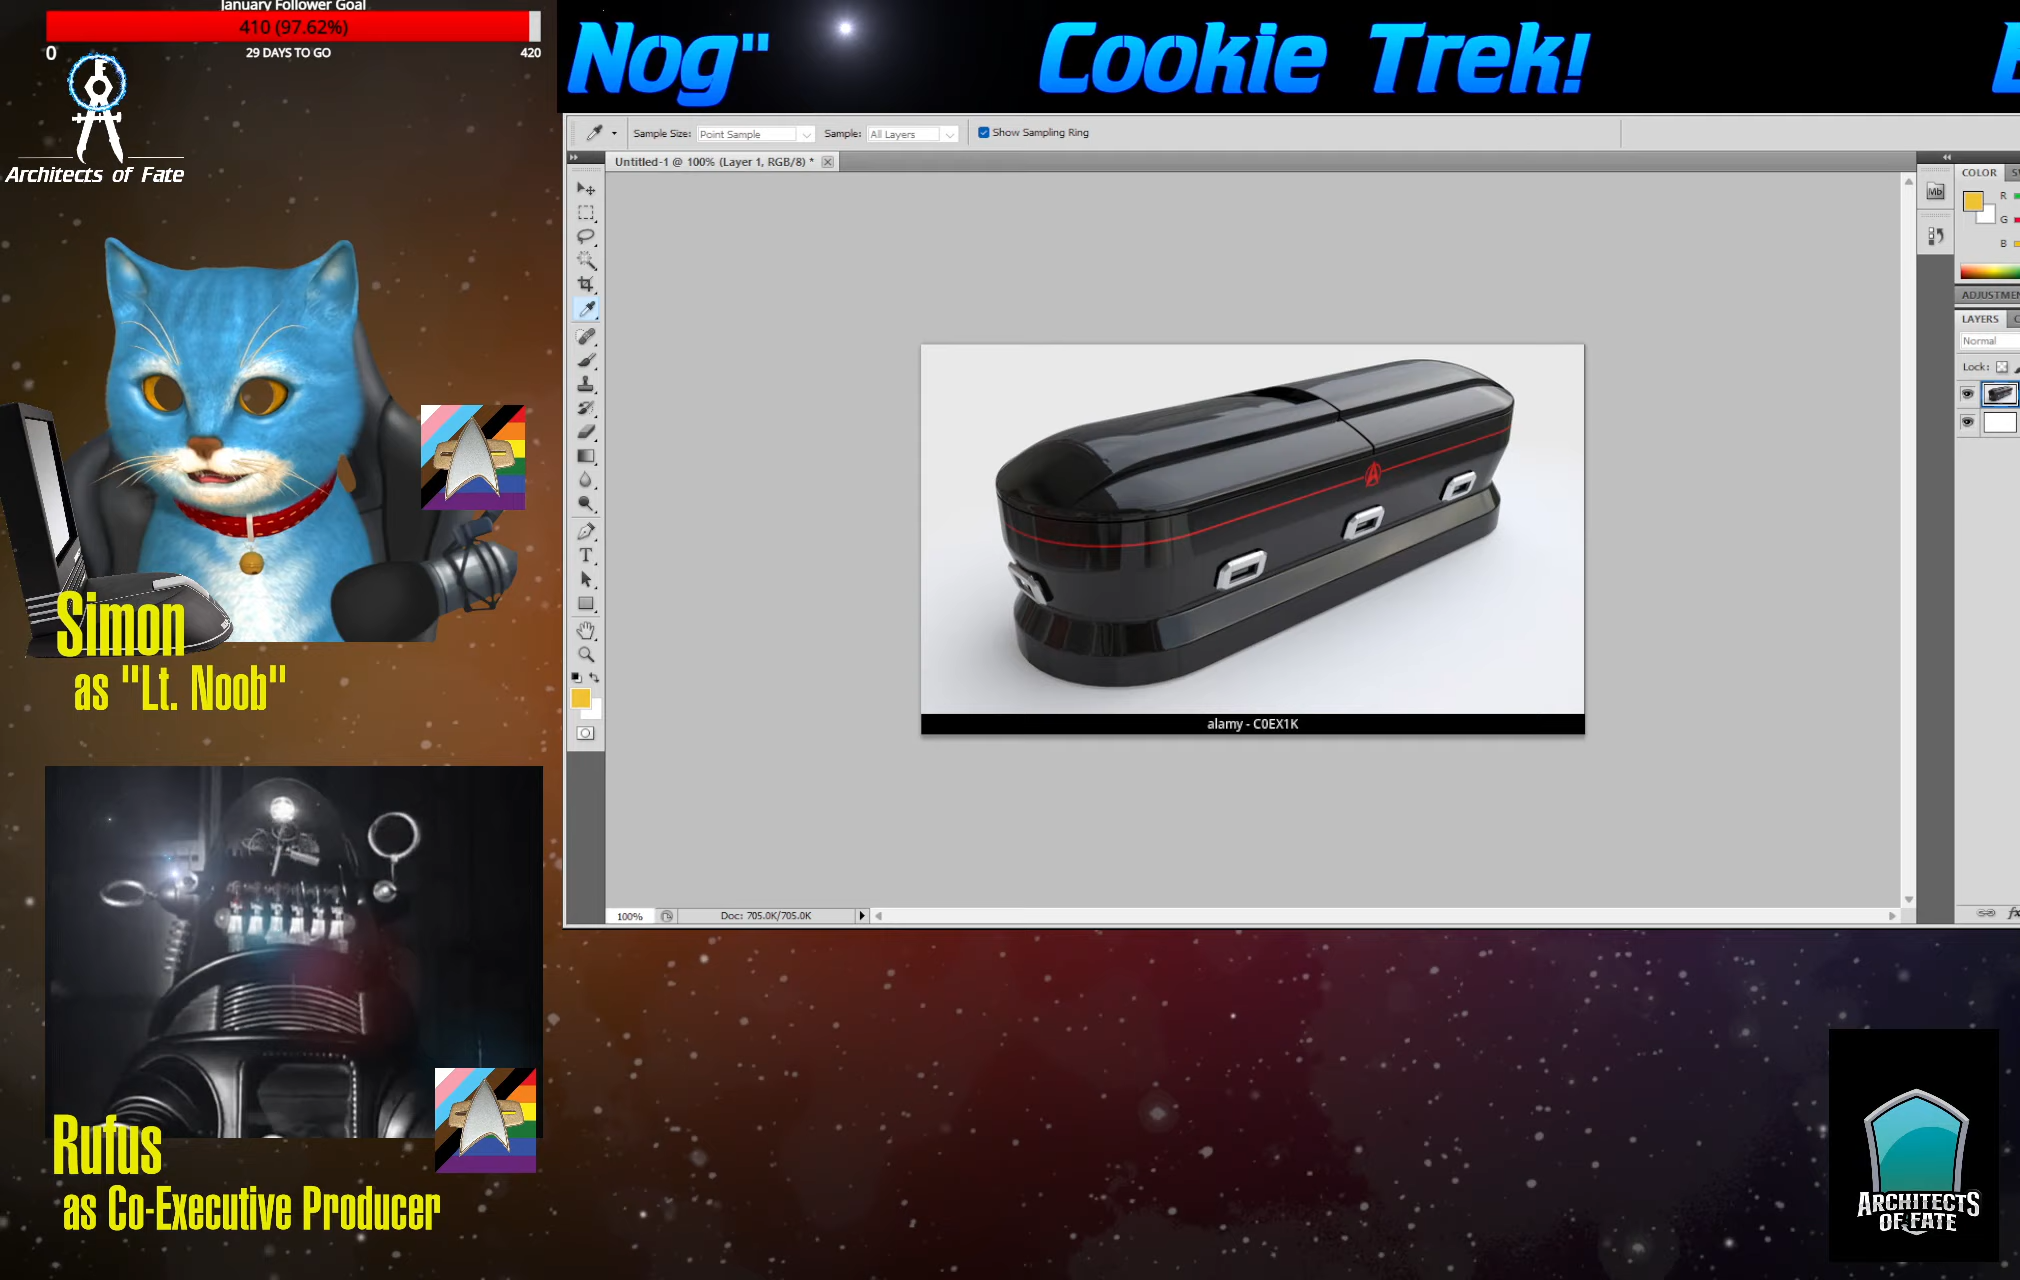 January Follower Goal
410 (97.62%)
0
29 DAYS TO GO
420
Architects of Fate
Nog"
Cookie Trek!
Sample Size:
Point Sample
Sample:
All Layers
Show Sampling Ring
Untitled-1 @ 100% (Layer 1, RGB/8) *
Mb
COLOR
R
G
B
ADJUSTMEN
LAYERS
Normal
Lock:
T
alamy - C0EX1K
100%
Doc: 705.0K/705.0K
fx
Simon
as "Lt. Noob"
Rufus
as Co-Executive Producer
ARCHITECTS
OF FATE